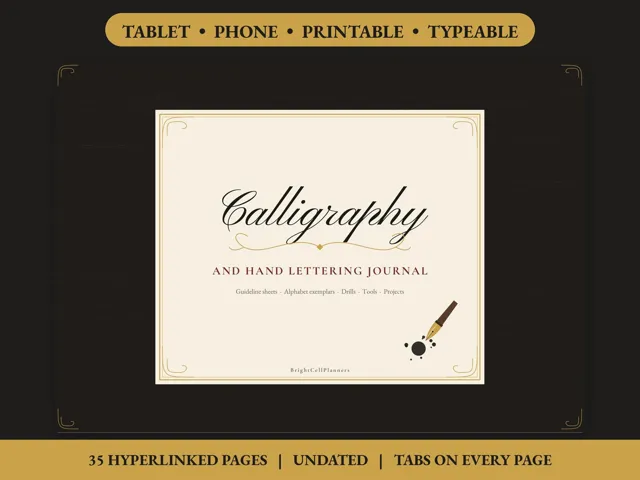 TABLET • PHONE • PRINTABLE • TYPEABLE
Calligraphy
AND HAND LETTERING JOURNAL
Guideline sheets · Alphabet exemplars · Drills · Tools · Projects
BrightCellPlanners
35 HYPERLINKED PAGES | UNDATED | TABS ON EVERY PAGE